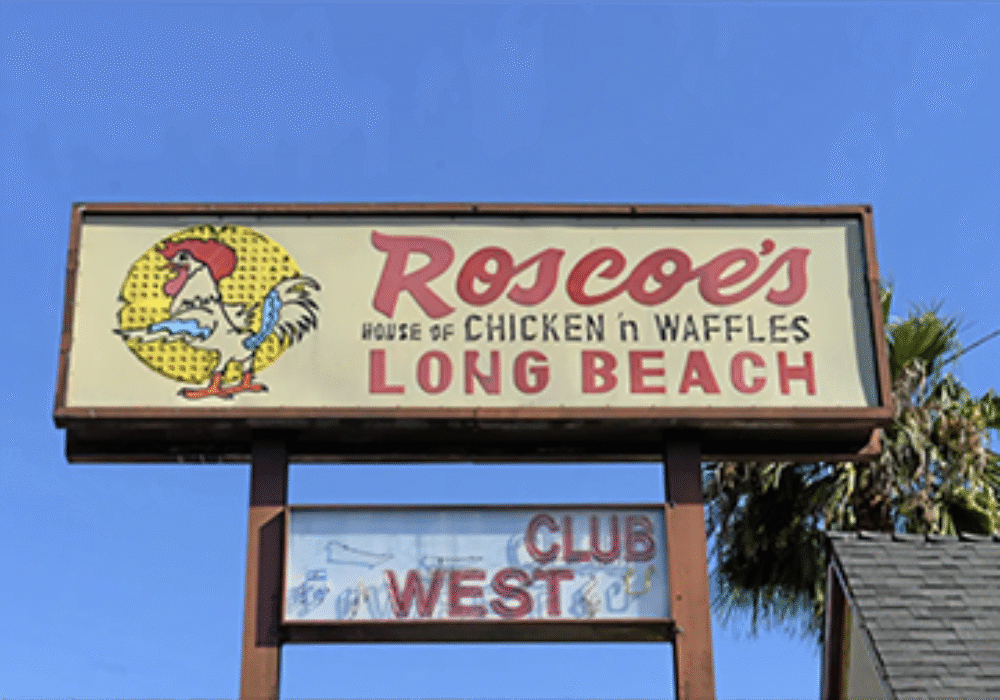 Roscoe's
HOUSE OF CHICKEN 'n WAFFLES
LONG BEACH
CLUB
WEST